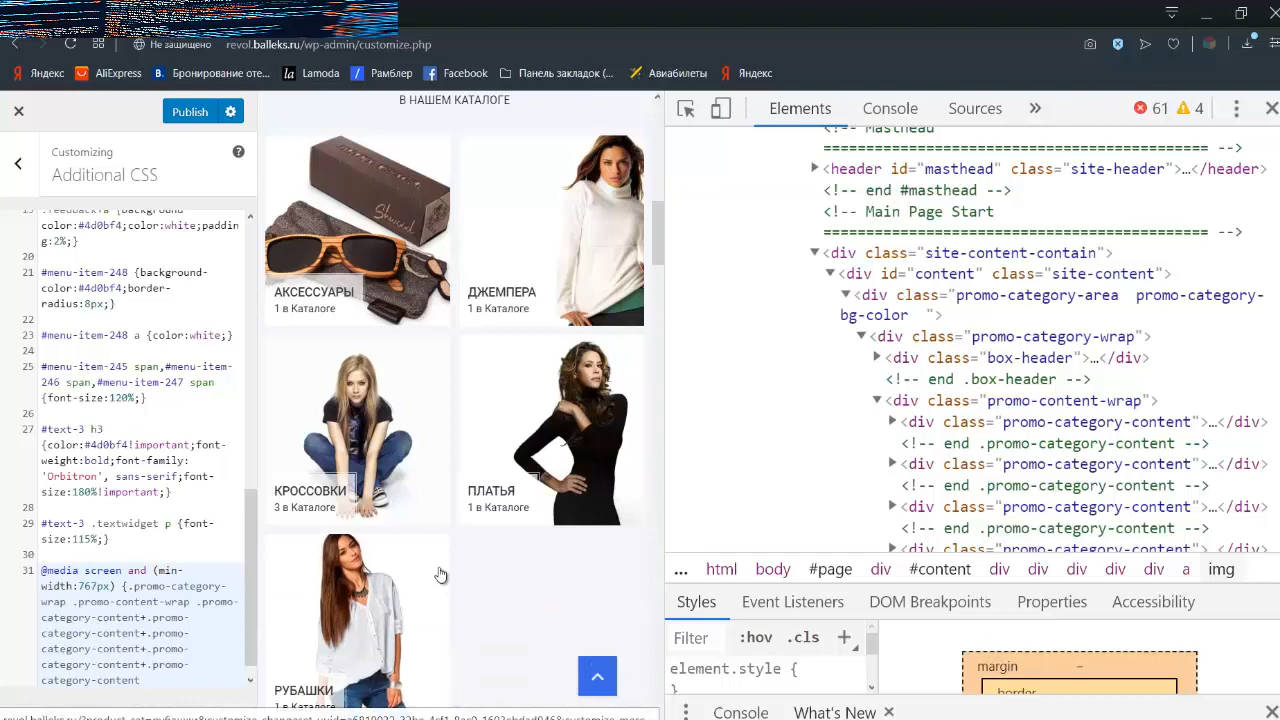 Не защищено revol.balleks.ru/wp-admin/customize.php
Яндекс AliExpress Бронирование оте... Lamoda Рамблер Facebook Панель закладок (... Авиабилеты Яндекс
Publish
Customizing
Additional CSS
color:#4d0bf4;color:white;paddin
g:2%;}
20
21 #menu-item-248 {background-
color:#4d0bf4;border-
radius:8px;}
22
23 #menu-item-248 a {color:white;}
24
25 #menu-item-245 span,#menu-item-
246 span,#menu-item-247 span
{font-size:120%;}
26
27 #text-3 h3
{color:#4d0bf4!important;font-
weight:bold;font-family:
'Orbitron', sans-serif;font-
size:180%!important;}
28
29 #text-3 .textwidget p {font-
size:115%;}
30
31 @media screen and (min-
width:767px) {.promo-category-
wrap .promo-content-wrap .promo-
category-content+.promo-
category-content+.promo-
category-content+.promo-
category-content
В НАШЕМ КАТАЛОГЕ
АКСЕССУАРЫ
1 в Каталоге
ДЖЕМПЕРА
1 в Каталоге
Shwood
КРОССОВКИ
3 в Каталоге
ПЛАТЬЯ
1 в Каталоге
РУБАШКИ
Elements Console Sources » 61 4
<!-- Masthead
========================================= -->
<header id="masthead" class="site-header">…</header>
<!-- end #masthead -->
<!-- Main Page Start
========================================= -->
<div class="site-content-contain">
<div id="content" class="site-content">
<div class="promo-category-area  promo-category-
bg-color  ">
<div class="promo-category-wrap">
<div class="box-header">…</div>
<!-- end .box-header -->
<div class="promo-content-wrap">
<div class="promo-category-content">…</div>
<!-- end .promo-category-content -->
<div class="promo-category-content">…</div>
<!-- end .promo-category-content -->
<div class="promo-category-content">…</div>
<!-- end .promo-category-content -->
<div class="promo-category-content">…</div>
... html body #page div #content div div div div a img
Styles Event Listeners DOM Breakpoints Properties Accessibility
Filter :hov .cls +
element.style {
}
margin –
border
Console What's New